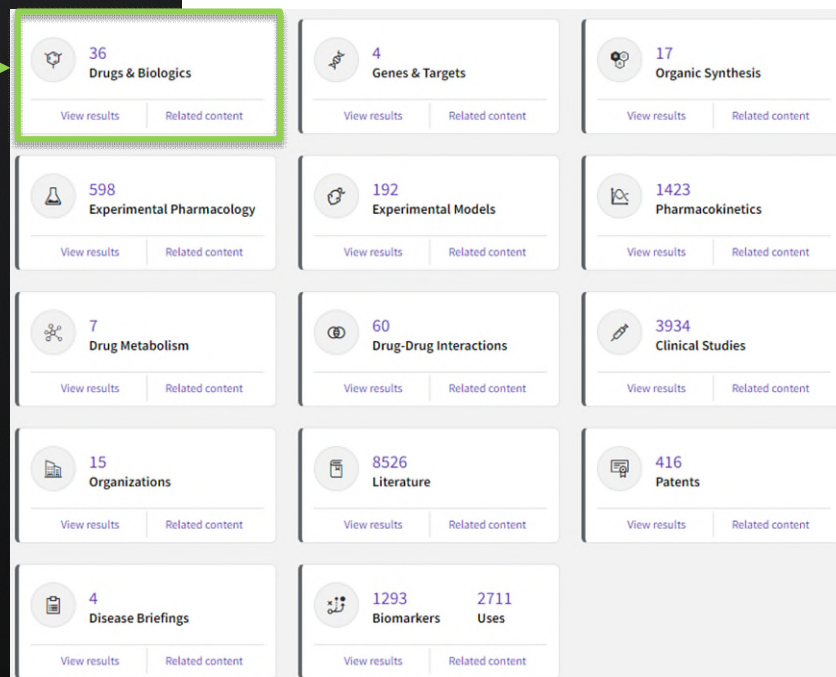 36
Drugs & Biologics
View results Related content
4
Genes & Targets
View results Related content
17
Organic Synthesis
View results Related content
598
Experimental Pharmacology
View results Related content
192
Experimental Models
View results Related content
1423
Pharmacokinetics
View results Related content
7
Drug Metabolism
View results Related content
60
Drug-Drug Interactions
View results Related content
3934
Clinical Studies
View results Related content
15
Organizations
View results Related content
8526
Literature
View results Related content
416
Patents
View results Related content
4
Disease Briefings
View results Related content
1293 2711
Biomarkers Uses
View results Related content